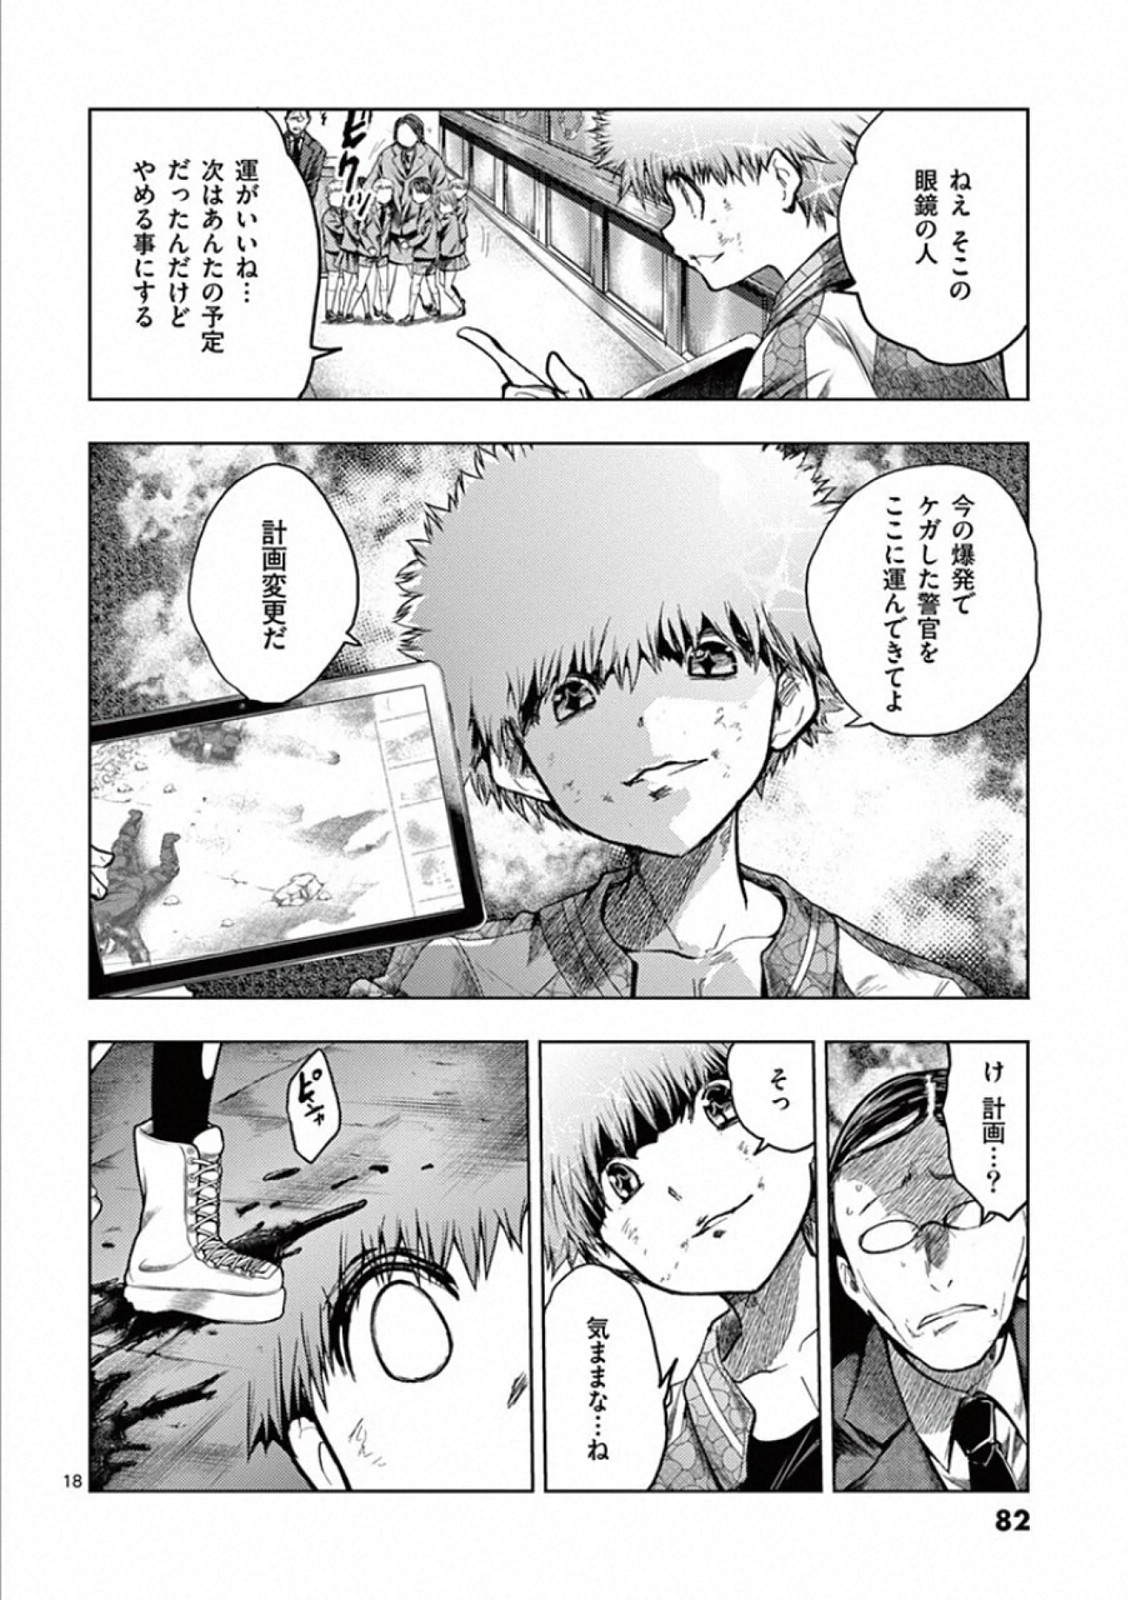 ねえ そこの
眼鏡の人
ビクッ
運がいいね…
次はあんたの予定
だったんだけど
やめる事にする
今の爆発で
ケガした警官を
ここに運んできてよ
計画変更だ
け 計画…?
そっ
気ままな…ね
ピチャ
18
82